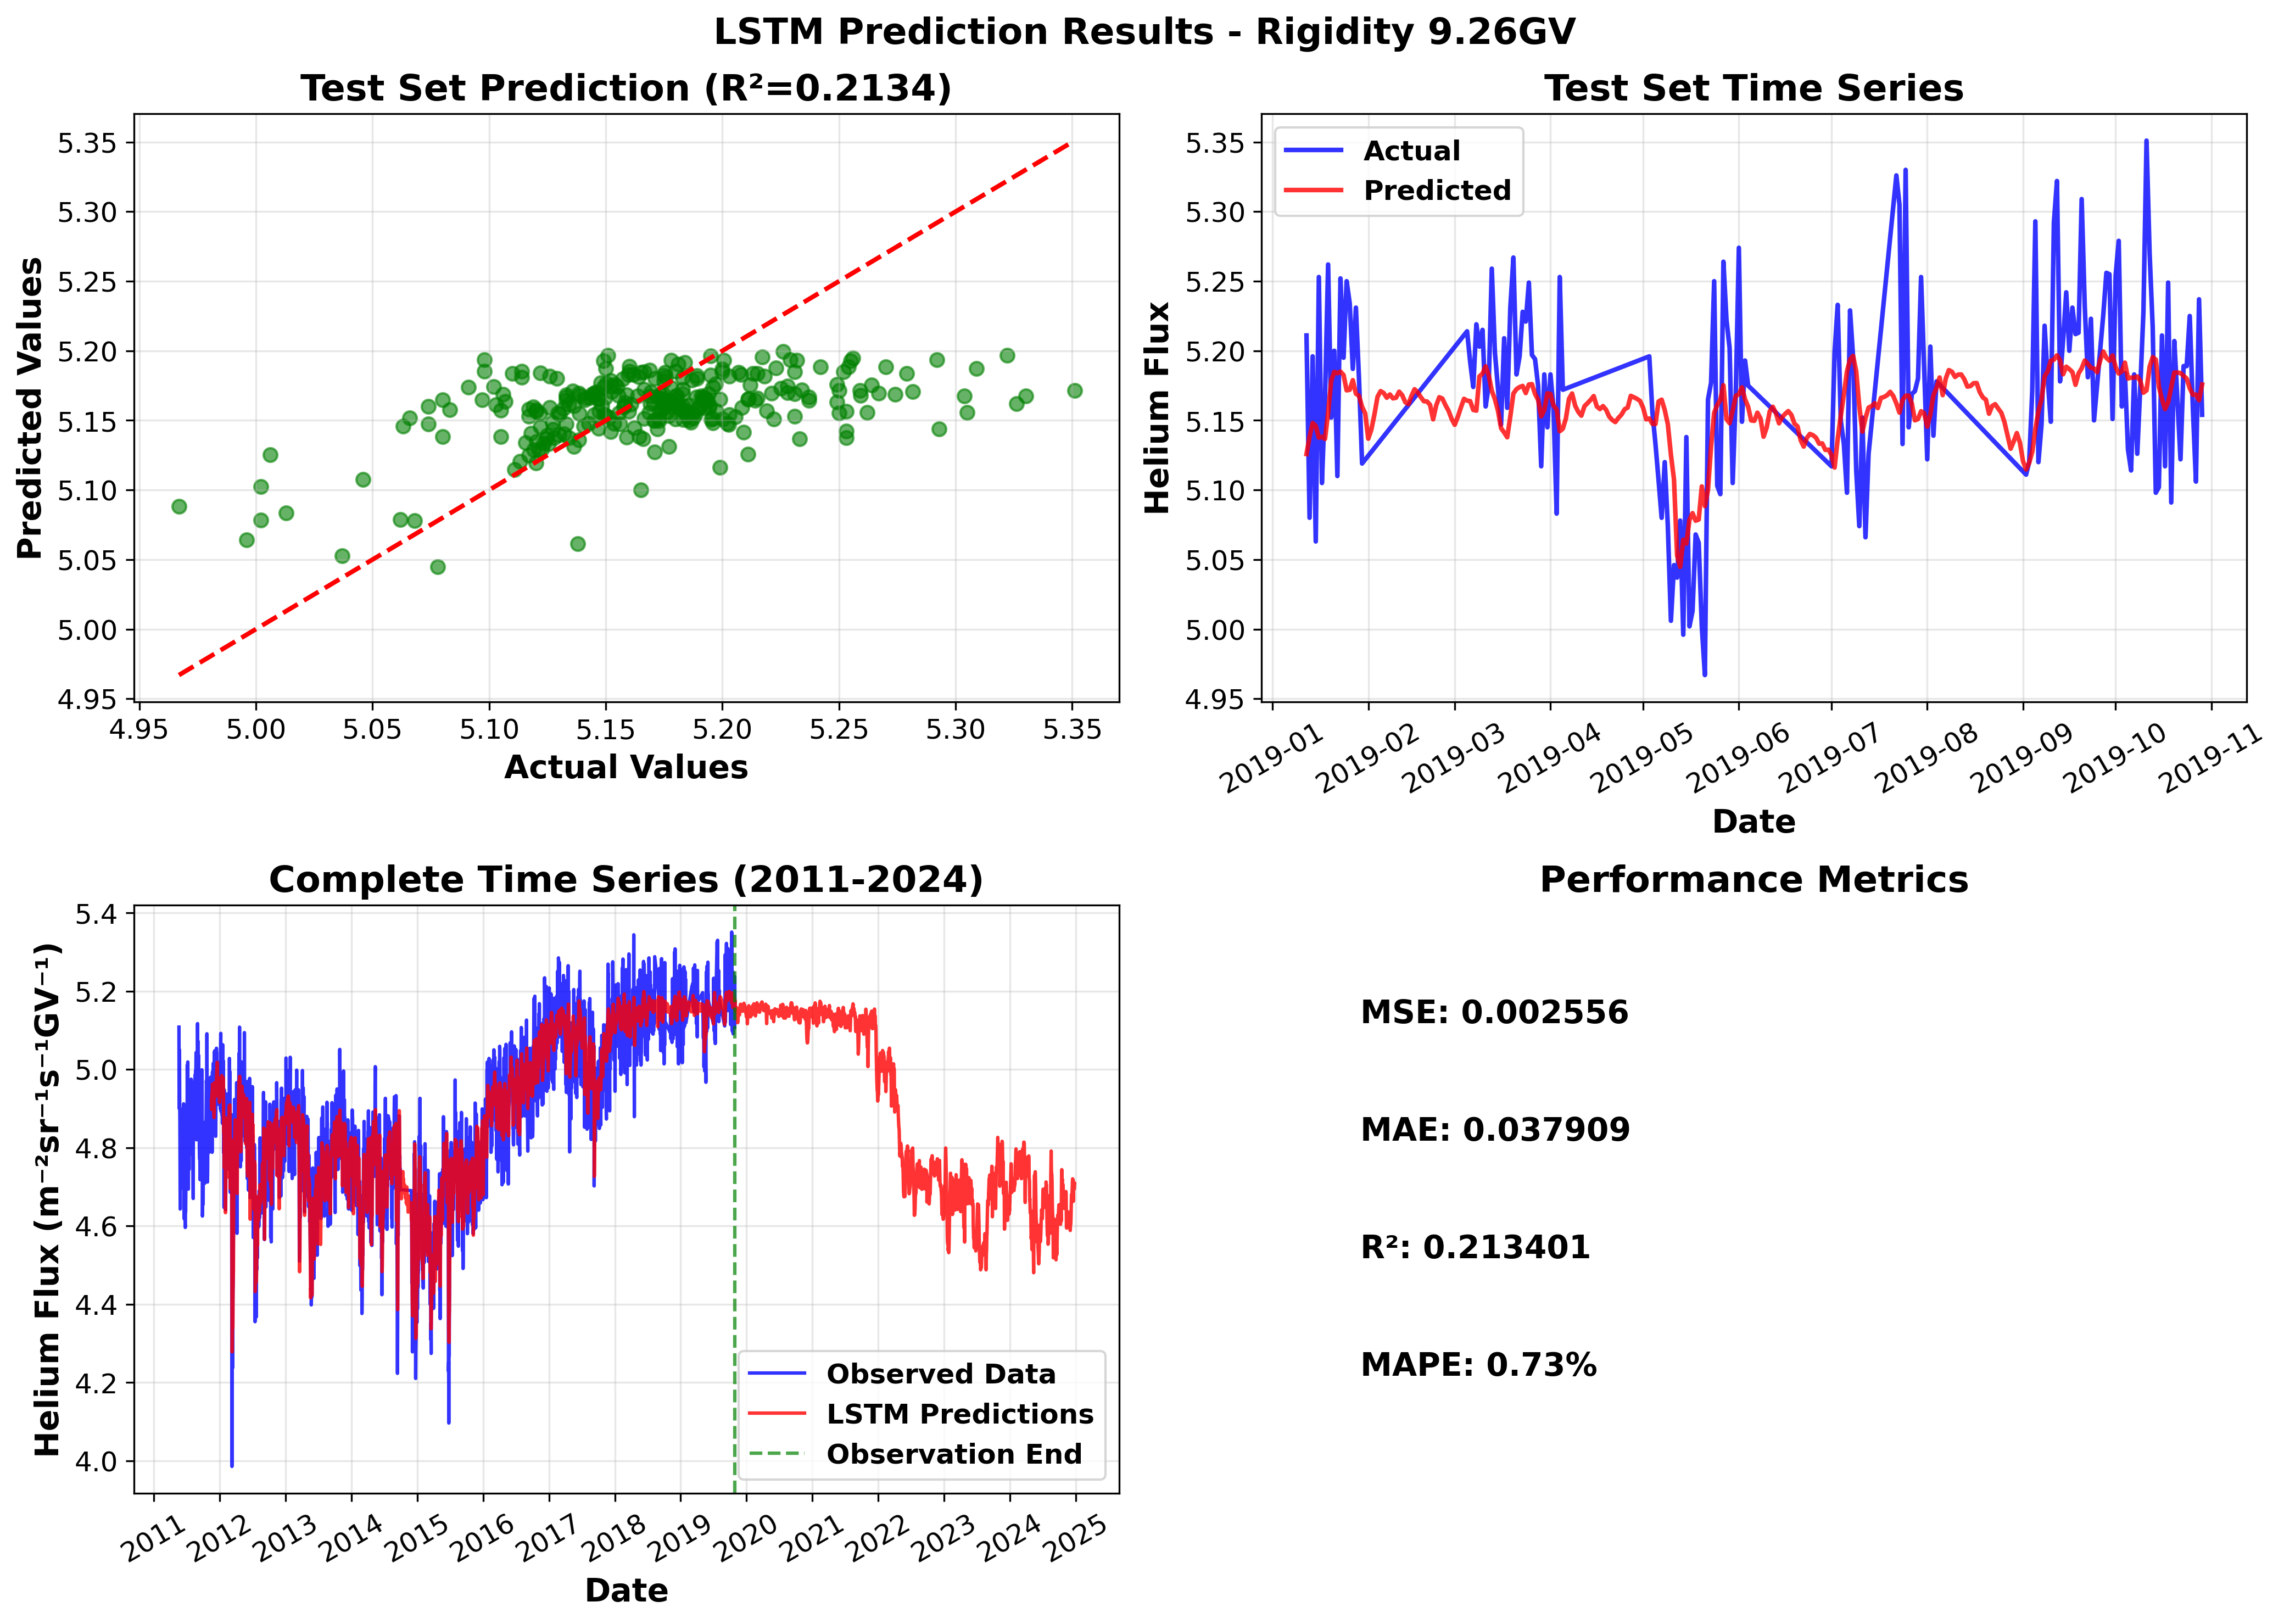 LSTM Prediction Results - Rigidity 9.26GV
Test Set Prediction (R²=0.2134)
5.35
5.30
5.25
5.20
5.15
5.10
5.05
5.00
4.95
Predicted Values
4.95 5.00 5.05 5.10 5.15 5.20 5.25 5.30 5.35
Actual Values
Test Set Time Series
Actual
Predicted
5.35
5.30
5.25
5.20
5.15
5.10
5.05
5.00
4.95
Helium Flux
2019-01 2019-02 2019-03 2019-04 2019-05 2019-06 2019-07 2019-08 2019-09 2019-10 2019-11
Date
Complete Time Series (2011-2024)
5.4
5.2
5.0
4.8
4.6
4.4
4.2
4.0
Helium Flux (m⁻²sr⁻¹s⁻¹GV⁻¹)
Observed Data
LSTM Predictions
Observation End
2011 2012 2013 2014 2015 2016 2017 2018 2019 2020 2021 2022 2023 2024 2025
Date
Performance Metrics
MSE: 0.002556
MAE: 0.037909
R²: 0.213401
MAPE: 0.73%